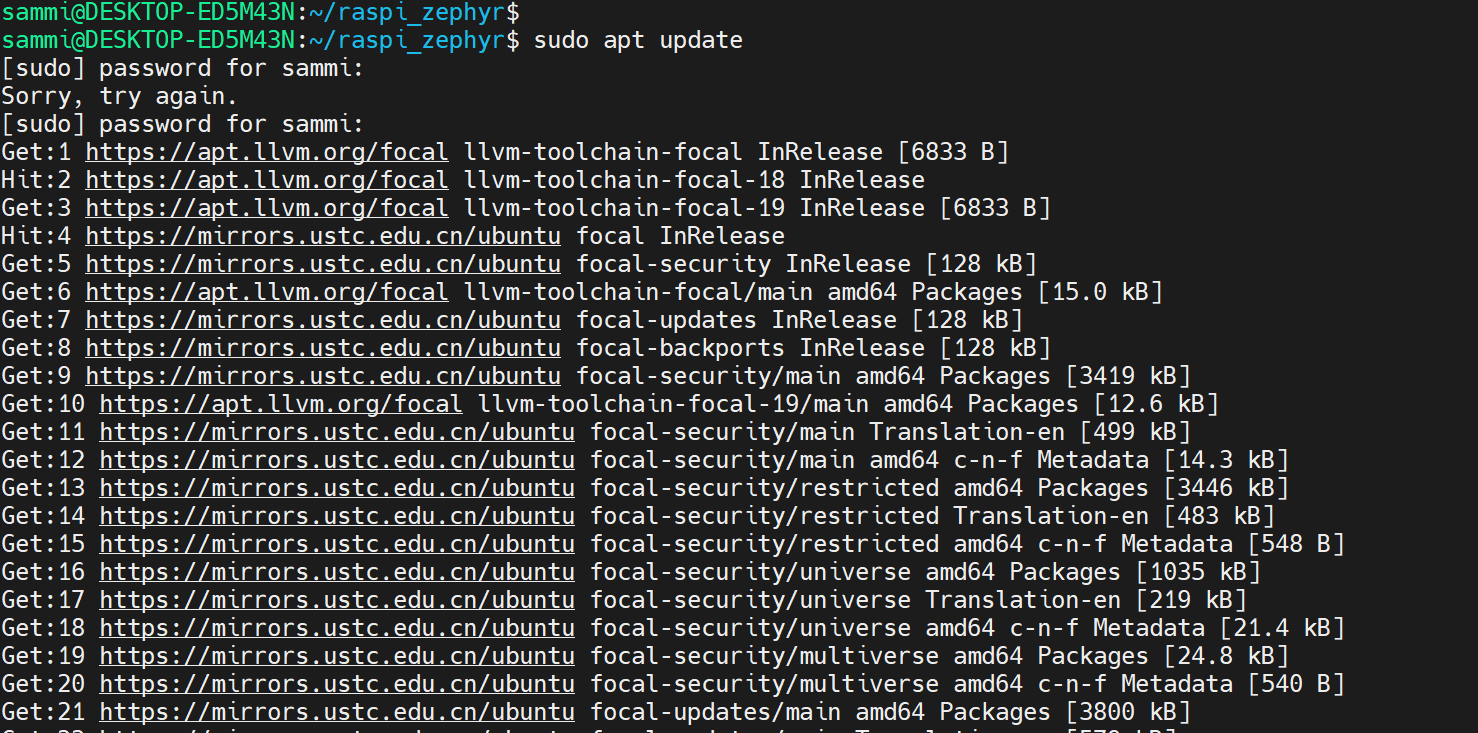 sammi@DESKTOP-ED5M43N:~/raspi_zephyr$
sammi@DESKTOP-ED5M43N:~/raspi_zephyr$ sudo apt update
[sudo] password for sammi:
Sorry, try again.
[sudo] password for sammi:
Get:1 https://apt.llvm.org/focal llvm-toolchain-focal InRelease [6833 B]
Hit:2 https://apt.llvm.org/focal llvm-toolchain-focal-18 InRelease
Get:3 https://apt.llvm.org/focal llvm-toolchain-focal-19 InRelease [6833 B]
Hit:4 https://mirrors.ustc.edu.cn/ubuntu focal InRelease
Get:5 https://mirrors.ustc.edu.cn/ubuntu focal-security InRelease [128 kB]
Get:6 https://apt.llvm.org/focal llvm-toolchain-focal/main amd64 Packages [15.0 kB]
Get:7 https://mirrors.ustc.edu.cn/ubuntu focal-updates InRelease [128 kB]
Get:8 https://mirrors.ustc.edu.cn/ubuntu focal-backports InRelease [128 kB]
Get:9 https://mirrors.ustc.edu.cn/ubuntu focal-security/main amd64 Packages [3419 kB]
Get:10 https://apt.llvm.org/focal llvm-toolchain-focal-19/main amd64 Packages [12.6 kB]
Get:11 https://mirrors.ustc.edu.cn/ubuntu focal-security/main Translation-en [499 kB]
Get:12 https://mirrors.ustc.edu.cn/ubuntu focal-security/main amd64 c-n-f Metadata [14.3 kB]
Get:13 https://mirrors.ustc.edu.cn/ubuntu focal-security/restricted amd64 Packages [3446 kB]
Get:14 https://mirrors.ustc.edu.cn/ubuntu focal-security/restricted Translation-en [483 kB]
Get:15 https://mirrors.ustc.edu.cn/ubuntu focal-security/restricted amd64 c-n-f Metadata [548 B]
Get:16 https://mirrors.ustc.edu.cn/ubuntu focal-security/universe amd64 Packages [1035 kB]
Get:17 https://mirrors.ustc.edu.cn/ubuntu focal-security/universe Translation-en [219 kB]
Get:18 https://mirrors.ustc.edu.cn/ubuntu focal-security/universe amd64 c-n-f Metadata [21.4 kB]
Get:19 https://mirrors.ustc.edu.cn/ubuntu focal-security/multiverse amd64 Packages [24.8 kB]
Get:20 https://mirrors.ustc.edu.cn/ubuntu focal-security/multiverse amd64 c-n-f Metadata [540 B]
Get:21 https://mirrors.ustc.edu.cn/ubuntu focal-updates/main amd64 Packages [3800 kB]